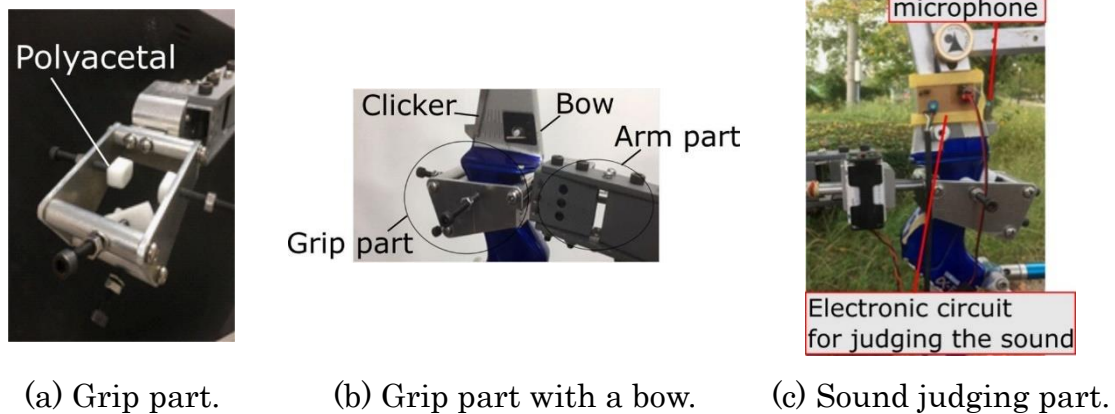 Polyacetal
(a) Grip part.
Clicker
Bow
Arm part
Grip part
(b) Grip part with a bow.
microphone
Electronic circuit
for judging the sound
(c) Sound judging part.